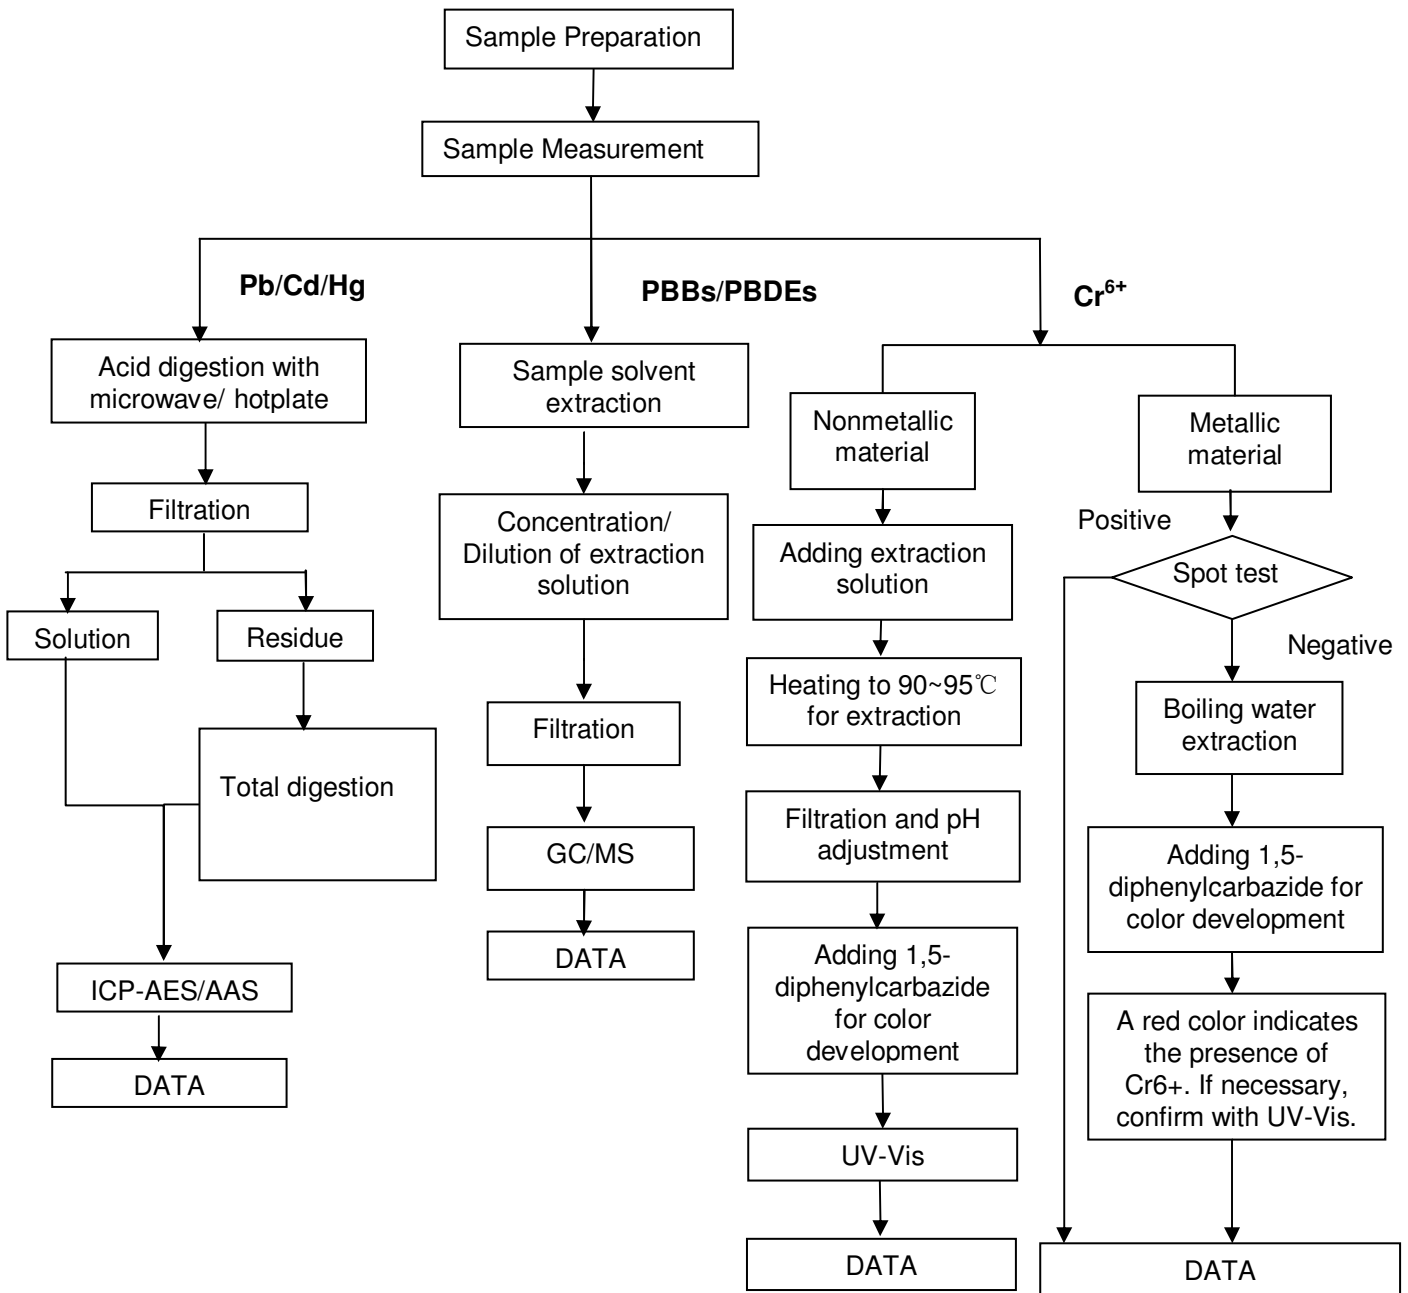 Sample Preparation
Sample Measurement
Pb/Cd/Hg
PBBs/PBDEs
Cr6+
Acid digestion with
microwave/ hotplate
Filtration
Solution
Residue
Total digestion
ICP-AES/AAS
DATA
Sample solvent
extraction
Concentration/
Dilution of extraction
solution
Filtration
GC/MS
DATA
Nonmetallic
material
Adding extraction
solution
Heating to 90~95℃
for extraction
Filtration and pH
adjustment
Adding 1,5-
diphenylcarbazide
for color
development
UV-Vis
DATA
Metallic
material
Positive
Spot test
Negative
Boiling water
extraction
Adding 1,5-
diphenylcarbazide for
color development
A red color indicates
the presence of
Cr6+. If necessary,
confirm with UV-Vis.
DATA